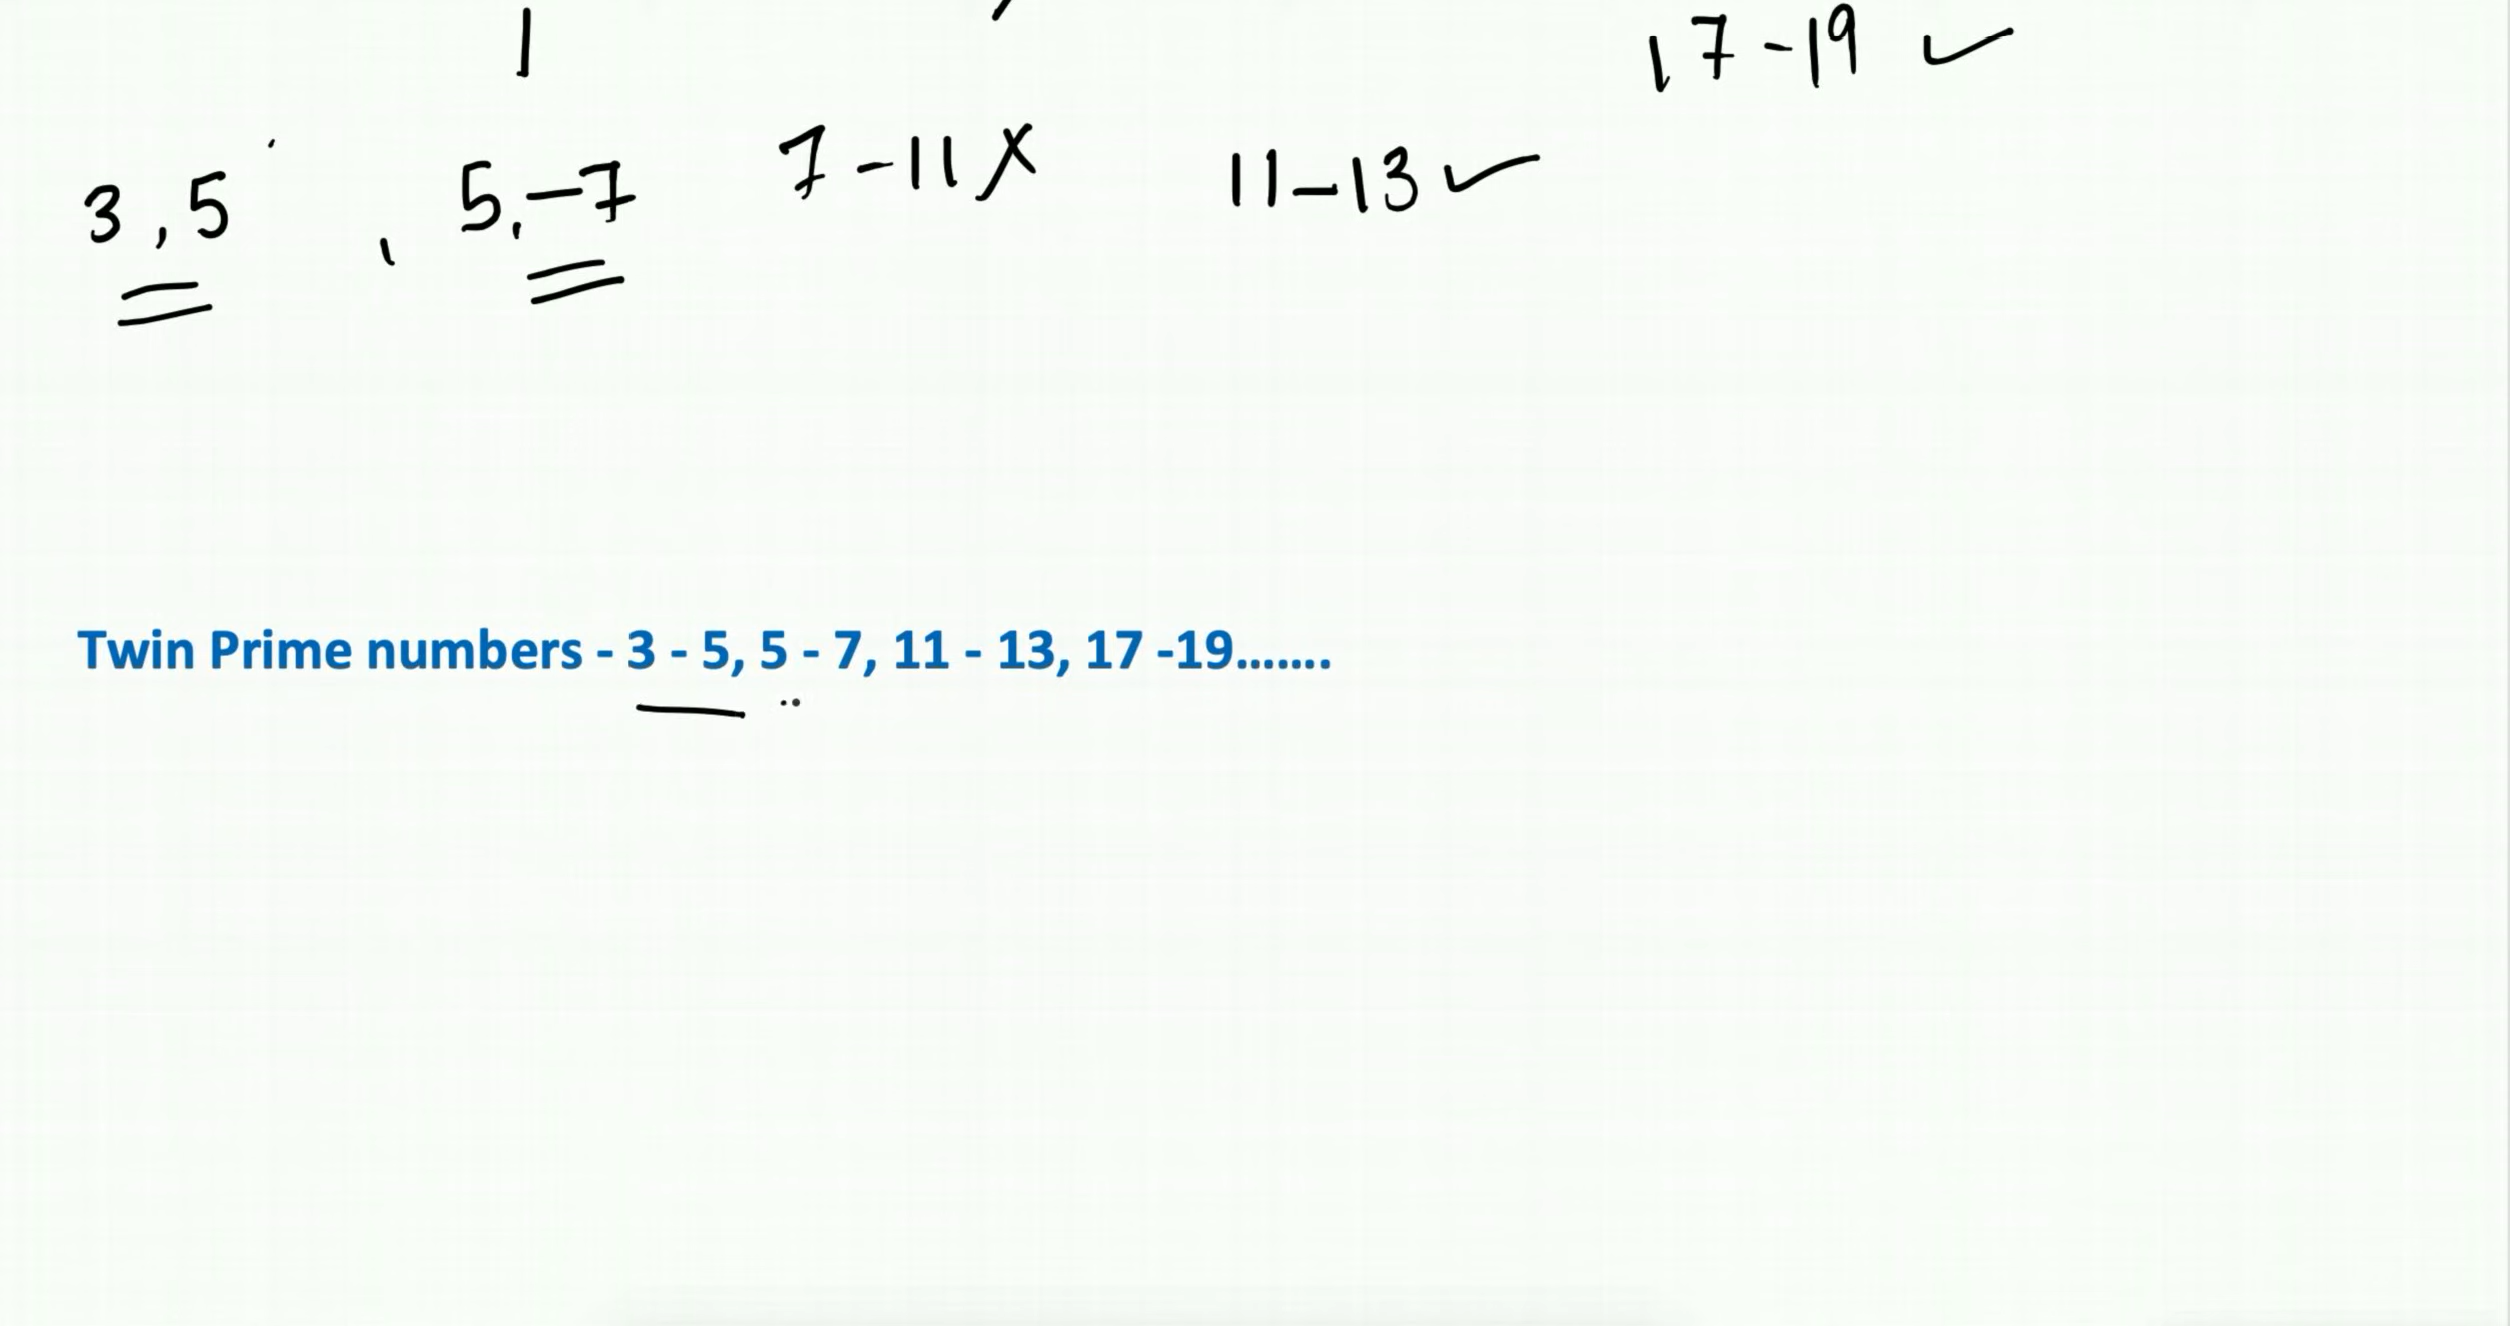 17-19 ✓
3, 5 , 5,-7 7-11 X 11-13 ✓
Twin Prime numbers - 3 - 5, 5 - 7, 11 - 13, 17 -19.......